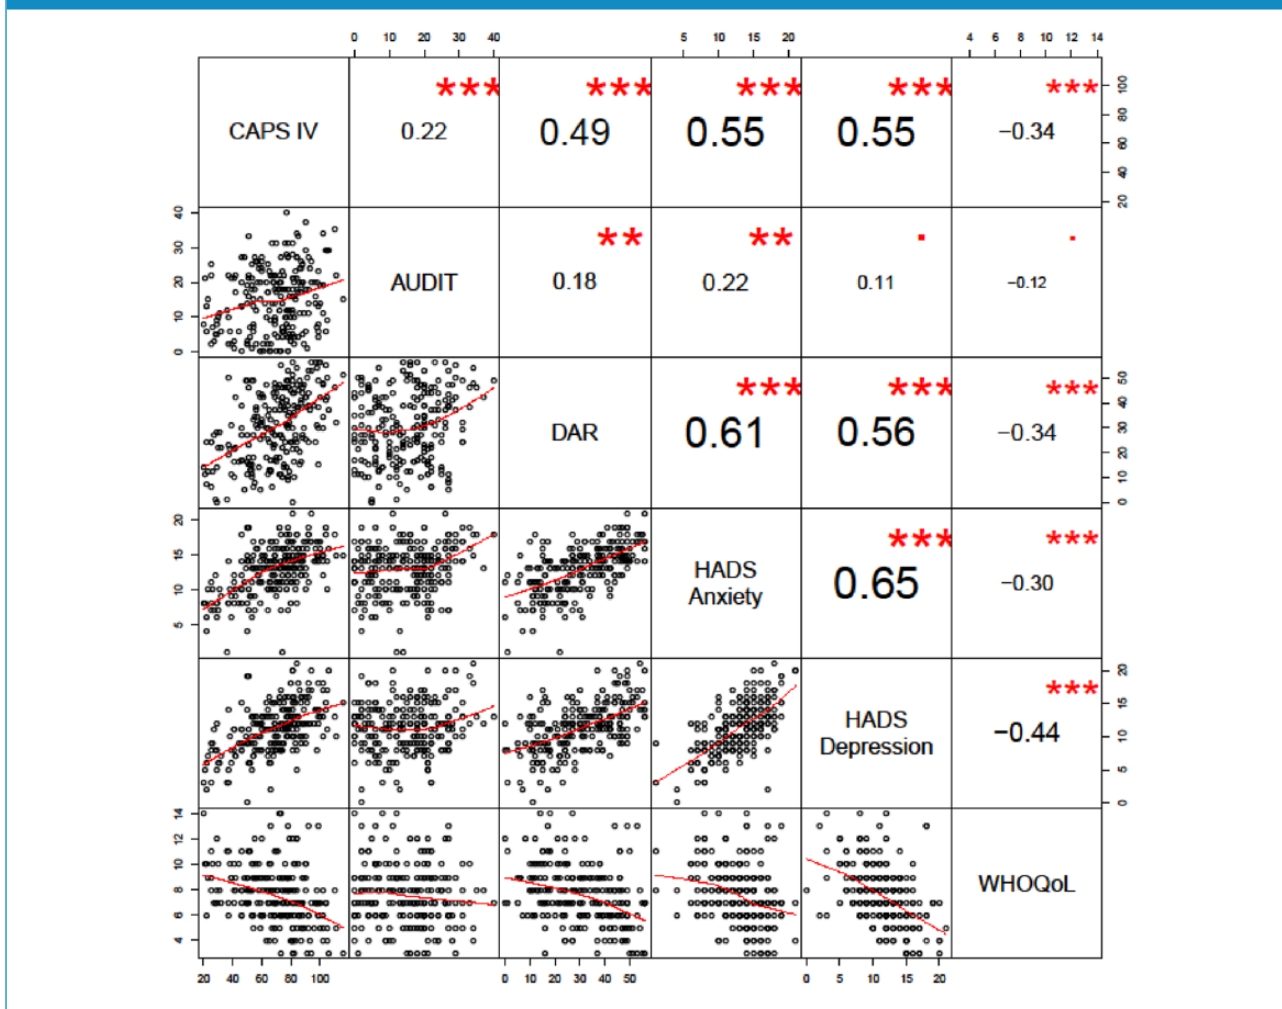 0 10 20 30 40 5 10 15 20 4 6 8 10 12 14
CAPS IV 0.22 *** 0.49 *** 0.55 *** 0.55 *** −0.34 *** 100 80 60 40 20
40 30 20 10 0 AUDIT 0.18 ** 0.22 ** 0.11 . −0.12 .
DAR 0.61 *** 0.56 *** −0.34 *** 50 40 30 20 10 0
20 15 10 5 HADS Anxiety 0.65 *** −0.30 ***
HADS Depression −0.44 *** 20 15 10 5 0
14 12 10 8 6 4 WHOQoL
20 40 60 80 100 0 10 20 30 40 50 0 5 10 15 20